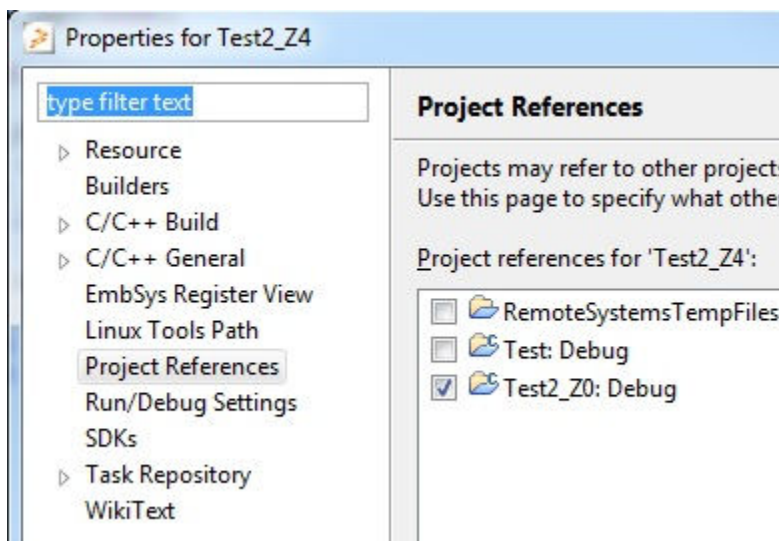 Properties for Test2_Z4
type filter text
Resource
Builders
C/C++ Build
C/C++ General
EmbSys Register View
Linux Tools Path
Project References
Run/Debug Settings
SDKs
Task Repository
WikiText
Project References
Projects may refer to other projects
Use this page to specify what other
Project references for 'Test2_Z4':
RemoteSystemsTempFiles
Test: Debug
Test2_Z0: Debug